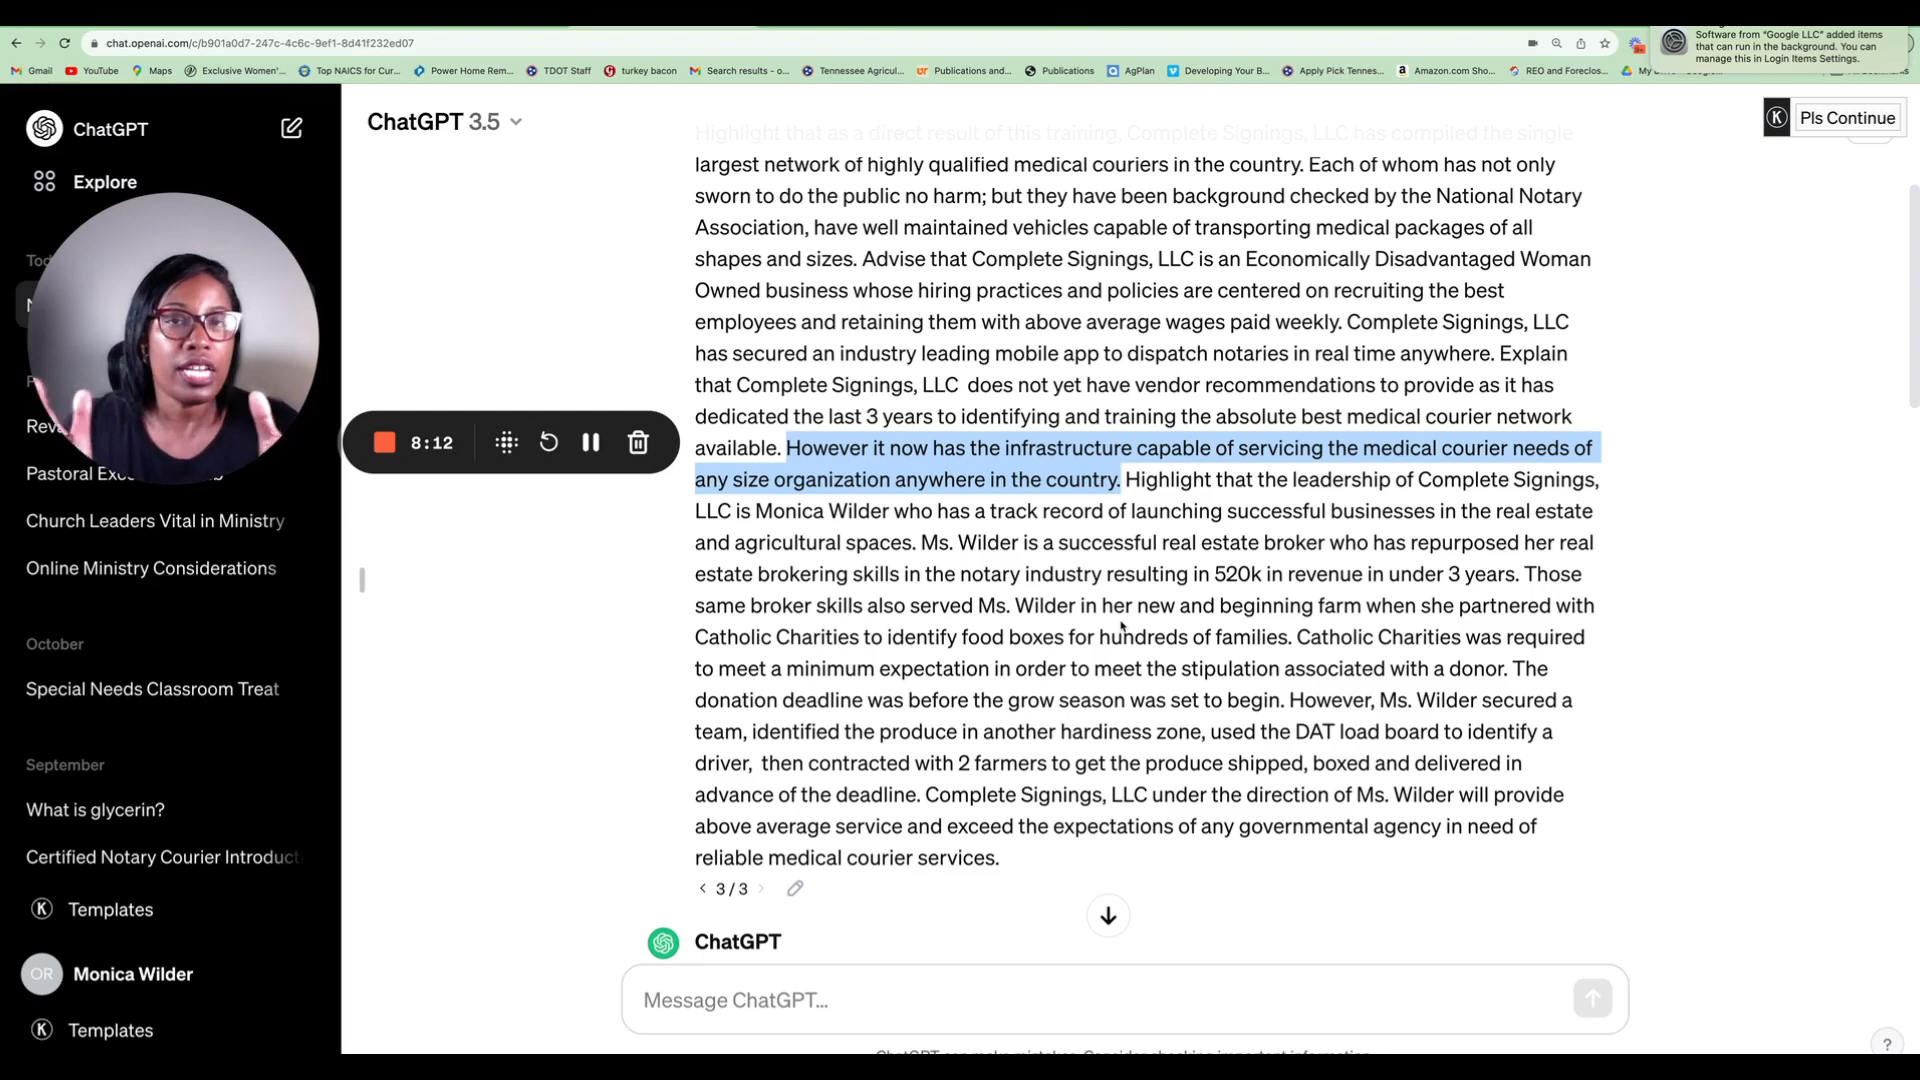 chat.openai.com/c/b901a0d7-247c-4c6c-9ef1-8d41f232ed07
Software from "Google LLC" added items
that can run in the background. You can
manage this in Login Items Settings.
Gmail
YouTube
Maps
Exclusive Women'...
Top NAICS for Cur...
Power Home Rem...
TDOT Staff
turkey bacon
Search results - o...
Tennessee Agricul...
Publications and...
Publications
AgPlan
Developing Your B...
Apply Pick Tennes...
Amazon.com Sho...
REO and Foreclos...
ChatGPT
Explore
Pastoral Exc
Church Leaders Vital in Ministry
Online Ministry Considerations
October
Special Needs Classroom Treat
September
What is glycerin?
Certified Notary Courier Introduct
K Templates
OR Monica Wilder
K Templates
8:12
ChatGPT 3.5
K Pls Continue
Highlight that as a direct result of this training, Complete Signings, LLC has compiled the single
largest network of highly qualified medical couriers in the country. Each of whom has not only
sworn to do the public no harm; but they have been background checked by the National Notary
Association, have well maintained vehicles capable of transporting medical packages of all
shapes and sizes. Advise that Complete Signings, LLC is an Economically Disadvantaged Woman
Owned business whose hiring practices and policies are centered on recruiting the best
employees and retaining them with above average wages paid weekly. Complete Signings, LLC
has secured an industry leading mobile app to dispatch notaries in real time anywhere. Explain
that Complete Signings, LLC  does not yet have vendor recommendations to provide as it has
dedicated the last 3 years to identifying and training the absolute best medical courier network
available. However it now has the infrastructure capable of servicing the medical courier needs of
any size organization anywhere in the country. Highlight that the leadership of Complete Signings,
LLC is Monica Wilder who has a track record of launching successful businesses in the real estate
and agricultural spaces. Ms. Wilder is a successful real estate broker who has repurposed her real
estate brokering skills in the notary industry resulting in 520k in revenue in under 3 years. Those
same broker skills also served Ms. Wilder in her new and beginning farm when she partnered with
Catholic Charities to identify food boxes for hundreds of families. Catholic Charities was required
to meet a minimum expectation in order to meet the stipulation associated with a donor. The
donation deadline was before the grow season was set to begin. However, Ms. Wilder secured a
team, identified the produce in another hardiness zone, used the DAT load board to identify a
driver,  then contracted with 2 farmers to get the produce shipped, boxed and delivered in
advance of the deadline. Complete Signings, LLC under the direction of Ms. Wilder will provide
above average service and exceed the expectations of any governmental agency in need of
reliable medical courier services.
3 / 3
ChatGPT
Message ChatGPT...
?